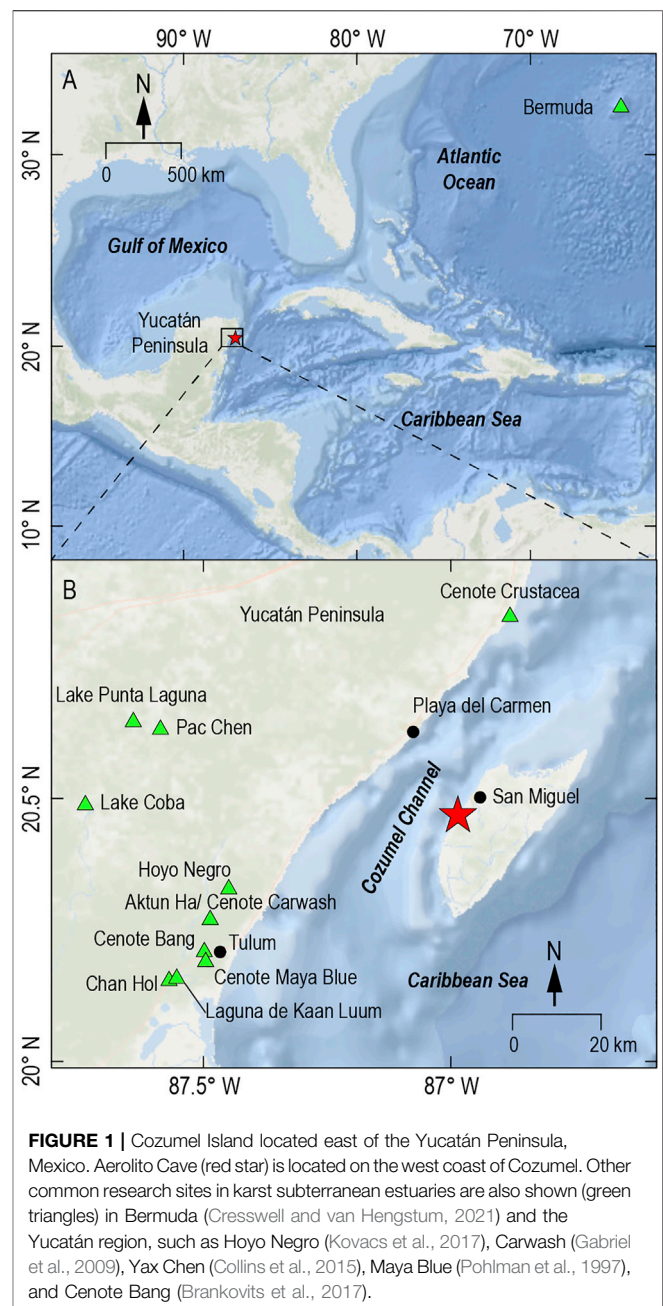 90° W 80° W 70° W
A
N
0 500 km
Bermuda
30° N
Atlantic
Ocean
Gulf of Mexico
Yucatán
Peninsula
20° N
Caribbean Sea
10° N
B
Cenote Crustacea
Yucatán Peninsula
Lake Punta Laguna
Pac Chen
Playa del Carmen
20.5° N
Lake Coba
San Miguel
Cozumel Channel
Hoyo Negro
Aktun Ha/ Cenote Carwash
Cenote Bang
Tulum
N
Chan Hol
Cenote Maya Blue
Caribbean Sea
Laguna de Kaan Luum
0 20 km
20° N
87.5° W 87° W
FIGURE 1 | Cozumel Island located east of the Yucatán Peninsula,
Mexico. Aerolito Cave (red star) is located on the west coast of Cozumel. Other
common research sites in karst subterranean estuaries are also shown (green
triangles) in Bermuda (Cresswell and van Hengstum, 2021) and the
Yucatán region, such as Hoyo Negro (Kovacs et al., 2017), Carwash (Gabriel
et al., 2009), Yax Chen (Collins et al., 2015), Maya Blue (Pohlman et al., 1997),
and Cenote Bang (Brankovits et al., 2017).